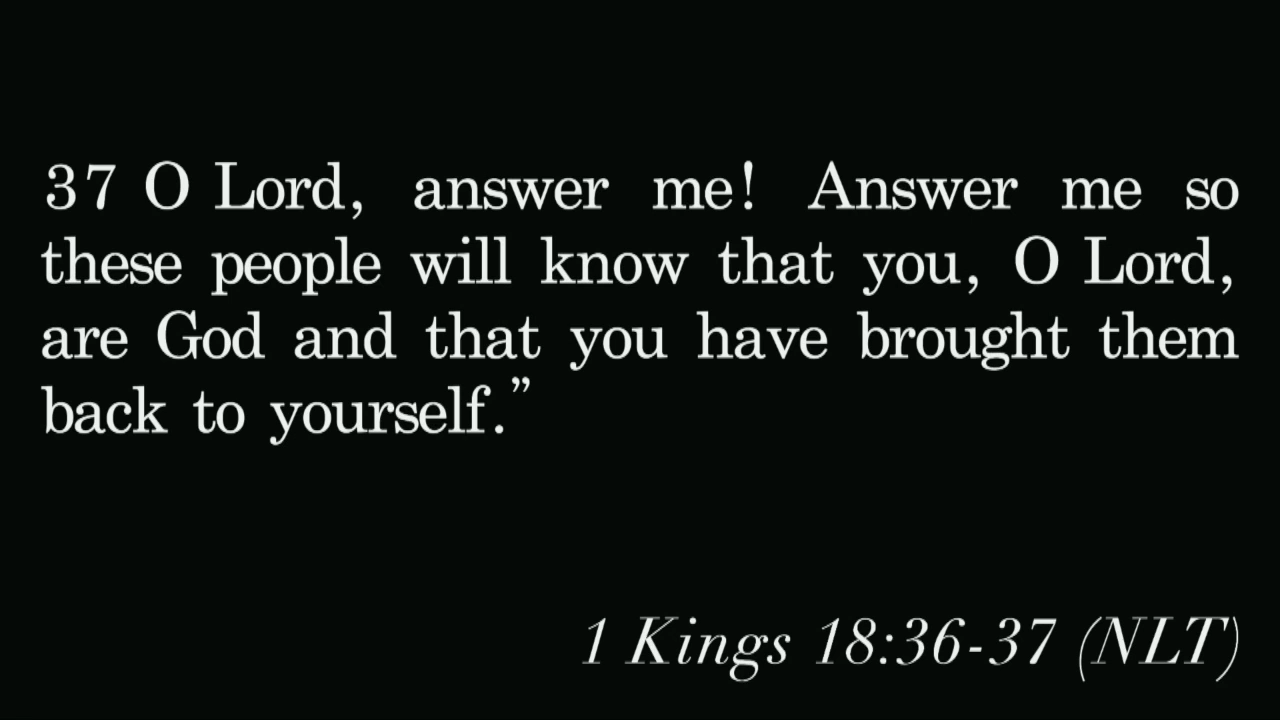 37 O Lord, answer me! Answer me so
these people will know that you, O Lord,
are God and that you have brought them
back to yourself.”
1 Kings 18:36-37 (NLT)